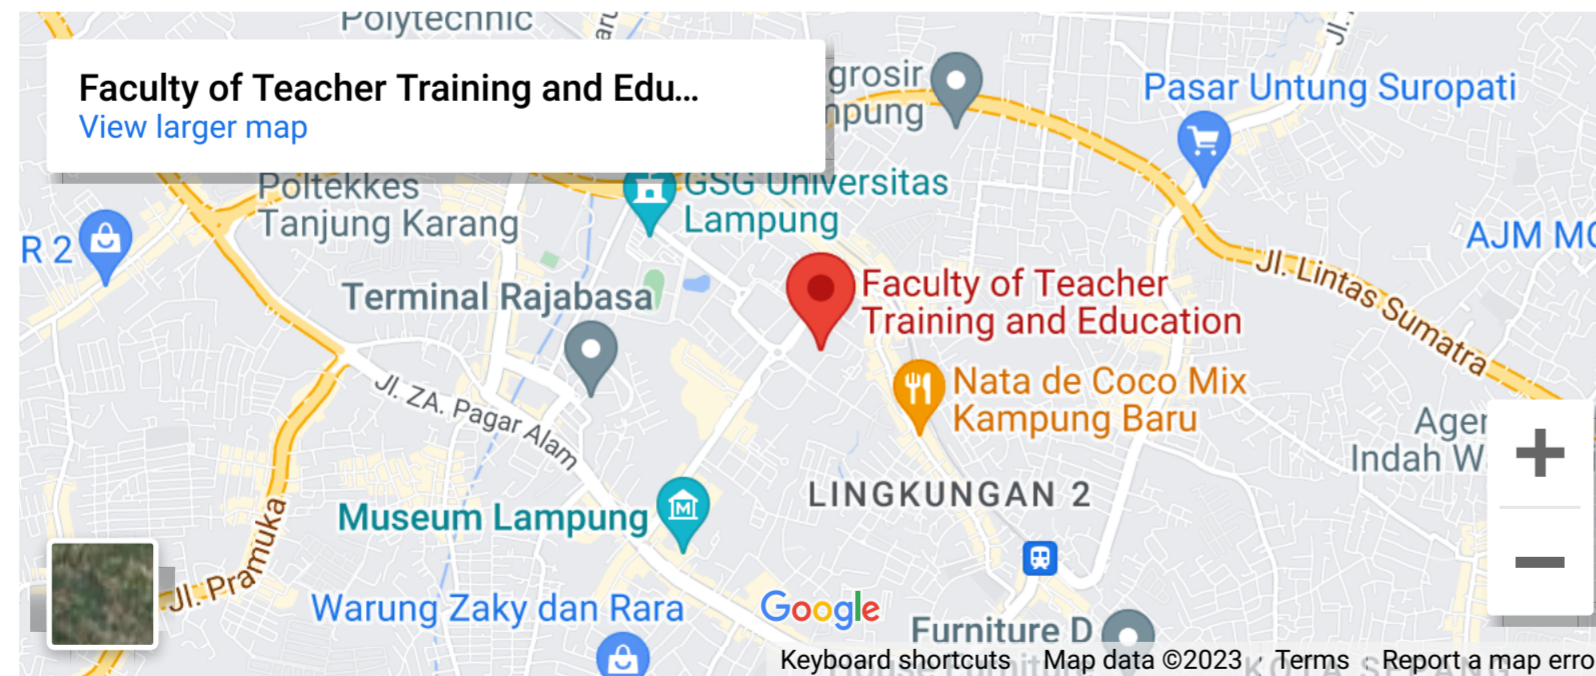 Polytechnic
Faculty of Teacher Training and Edu...
View larger map
grosir
mpung
Pasar Untung Suropati
Poltekkes
Tanjung Karang
GSG Universitas
Lampung
R 2
AJM MO
Jl. Lintas Sumatra
Terminal Rajabasa
Faculty of Teacher
Training and Education
Jl. ZA. Pagar Alam
Nata de Coco Mix
Kampung Baru
Agen
Indah W
LINGKUNGAN 2
Museum Lampung
Jl. Pramuka
Warung Zaky dan Rara
Google
Furniture D
Keyboard shortcuts
Map data ©2023
Terms
Report a map erro